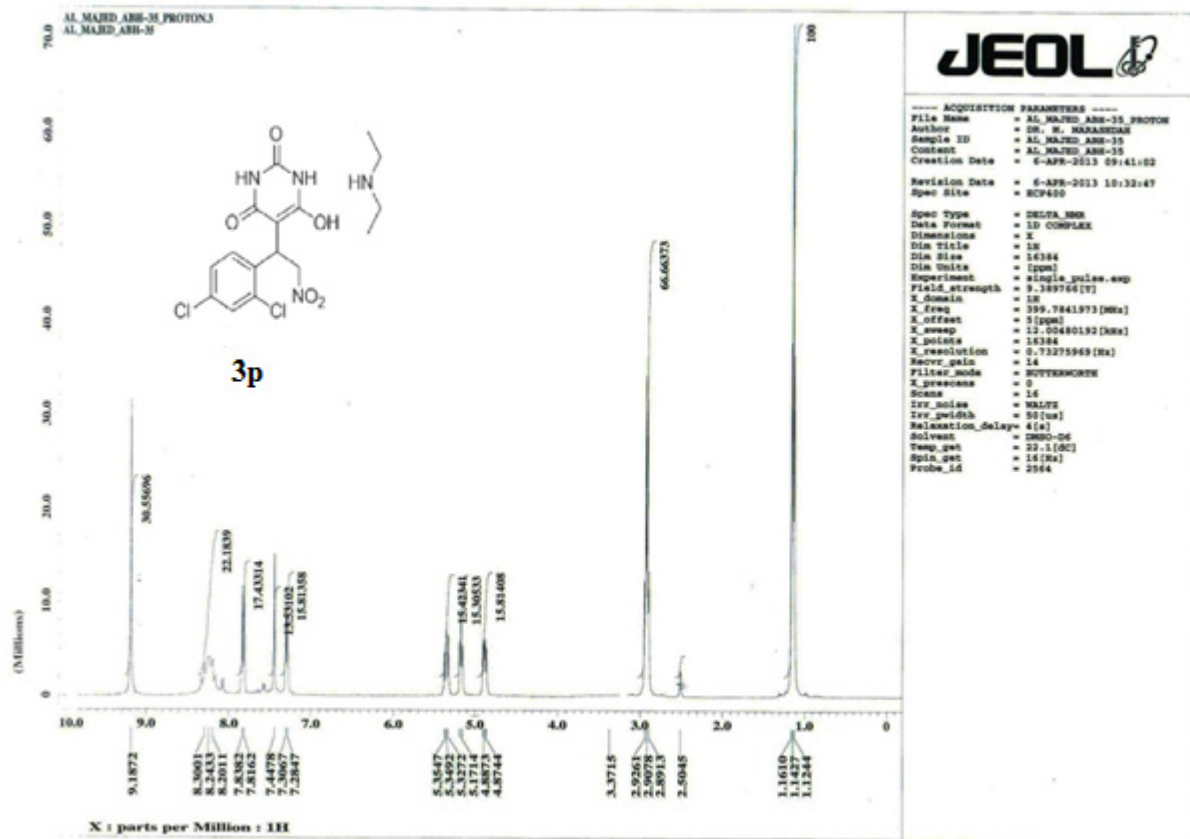 AL_MAJED_ABH-35_PROTON.3
AL_MAJED_ABH-35
JEOL
---- ACQUISITION PARAMETERS ----
File Name = AL_MAJED_ABH-35_PROTON
Author = DR. M. MARASHDAH
Sample ID = AL_MAJED_ABH-35
Content = AL_MAJED_ABH-35
Creation Date = 6-APR-2013 09:41:02
Revision Date = 6-APR-2013 10:32:47
Spec Site = ECP400
Spec Type = DELTA_NMR
Data Format = 1D COMPLEX
Dimensions = X
Dim Title = 1H
Dim Size = 16384
Dim Units = [ppm]
Experiment = single_pulse.exp
Field_strength = 9.389766[T]
X_domain = 1H
X_freq = 399.7841973[MHz]
X_offset = 5[ppm]
X_sweep = 12.00480192[kHz]
X_points = 16384
X_resolution = 0.73275969[Hz]
Recvr_gain = 14
Filter_mode = BUTTERWORTH
X_prescans = 0
Scans = 16
Irr_noise = WALTZ
Irr_pwidth = 50[us]
Relaxation_delay= 4[s]
Solvent = DMSO-D6
Temp_get = 22.1[dC]
Spin_get = 16[Hz]
Probe_id = 2564
70.0
60.0
50.0
40.0
30.0
20.0
10.0
0
(Millions)
O
HN
NH
O
OH
HN
NO2
Cl
Cl
3p
30.55696
22.1839
17.43314
13.53102
15.81358
15.42341
15.30533
15.81408
66.66373
100
10.0 9.0 8.0 7.0 6.0 5.0 4.0 3.0 2.0 1.0 0
9.1872
8.3001
8.2433
8.2011
7.8382
7.8162
7.4478
7.3067
7.2847
5.3547
5.3492
5.3272
5.1714
4.8873
4.8744
3.3715
2.9261
2.9078
2.8913
2.5045
1.1610
1.1427
1.1244
X : parts per Million : 1H